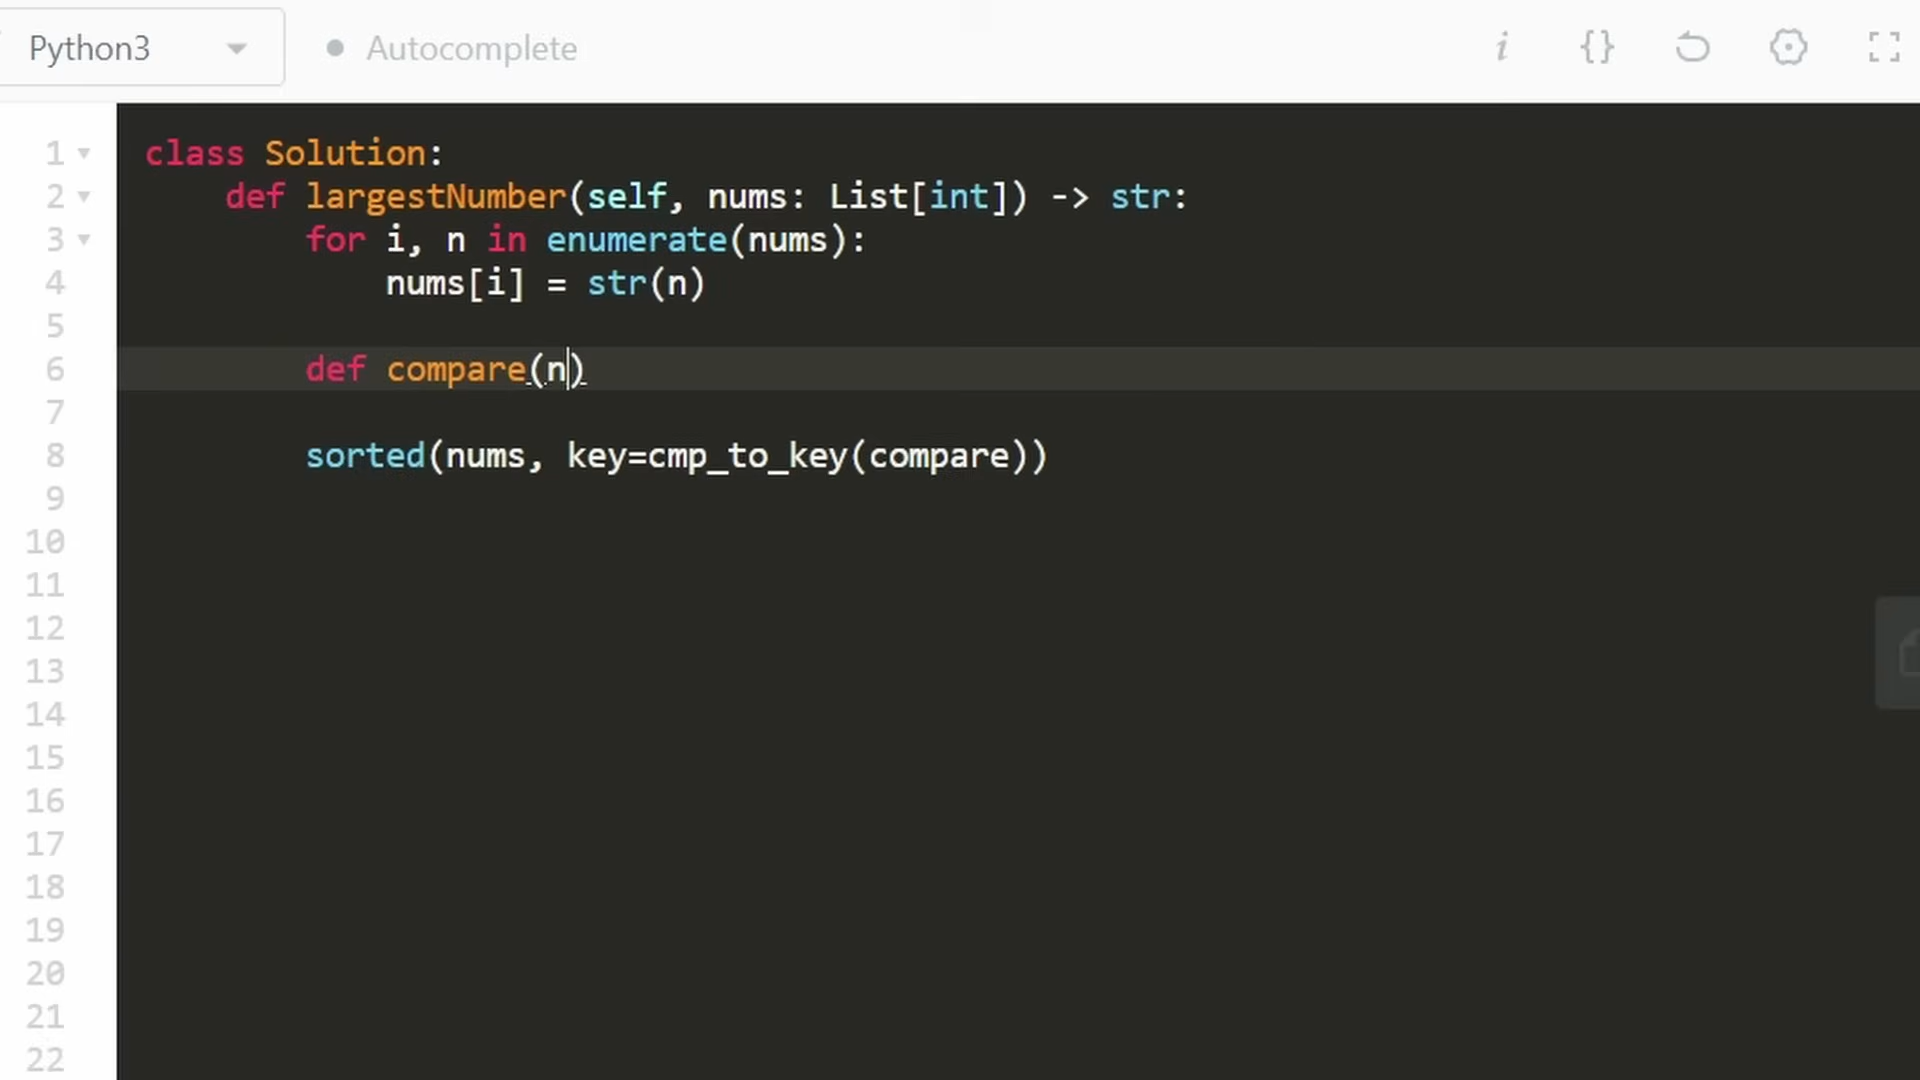 Python3 Autocomplete i {}
1 class Solution:
2 def largestNumber(self, nums: List[int]) -> str:
3 for i, n in enumerate(nums):
4 nums[i] = str(n)
5
6 def compare(n)
7
8 sorted(nums, key=cmp_to_key(compare))
9
10
11
12
13
14
15
16
17
18
19
20
21
22